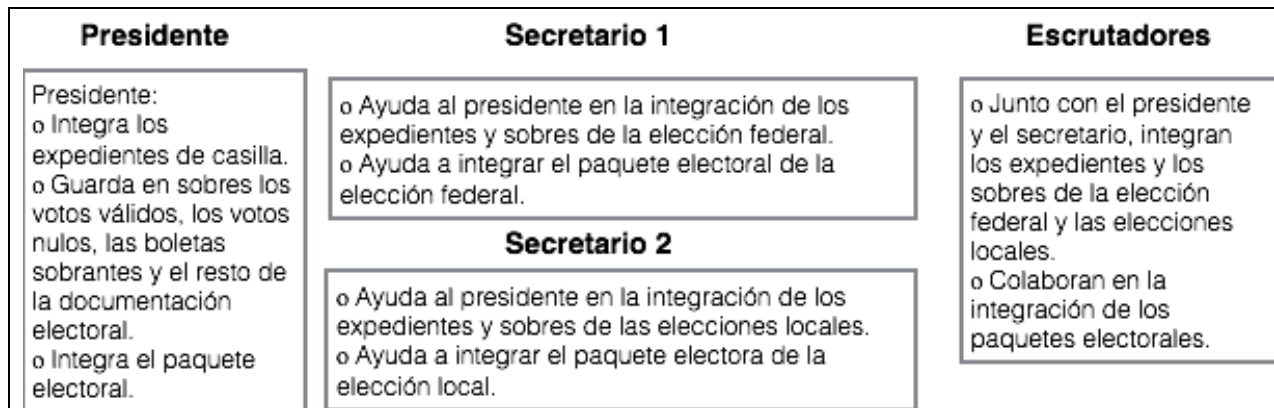 Presidente
Presidente:
o Integra los
expedientes de casilla.
o Guarda en sobres los
votos válidos, los votos
nulos, las boletas
sobrantes y el resto de
la documentación
electoral.
o Integra el paquete
electoral.
Secretario 1
o Ayuda al presidente en la integración de los
expedientes y sobres de la elección federal.
o Ayuda a integrar el paquete electoral de la
elección federal.
Secretario 2
o Ayuda al presidente en la integración de los
expedientes y sobres de las elecciones locales.
o Ayuda a integrar el paquete electora de la
elección local.
Escrutadores
o Junto con el presidente
y el secretario, integran
los expedientes y los
sobres de la elección
federal y las elecciones
locales.
o Colaboran en la
integración de los
paquetes electorales.